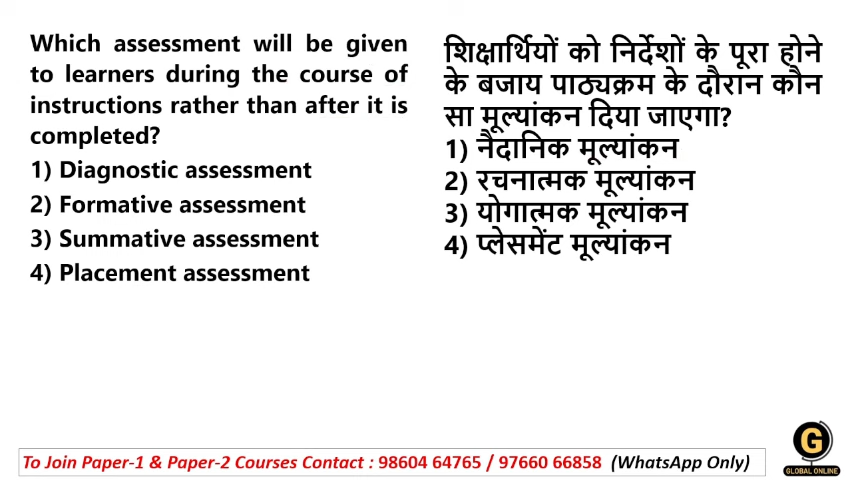 Which assessment will be given
to learners during the course of
instructions rather than after it is
completed?
1) Diagnostic assessment
2) Formative assessment
3) Summative assessment
4) Placement assessment
शिक्षार्थियों को निर्देशों के पूरा होने
के बजाय पाठ्यक्रम के दौरान कौन
सा मूल्यांकन दिया जाएगा?
1) नैदानिक मूल्यांकन
2) रचनात्मक मूल्यांकन
3) योगात्मक मूल्यांकन
4) प्लेसमेंट मूल्यांकन
G
GLOBAL ONLINE
To Join Paper-1 & Paper-2 Courses Contact : 98604 64765 / 97660 66858 (WhatsApp Only)